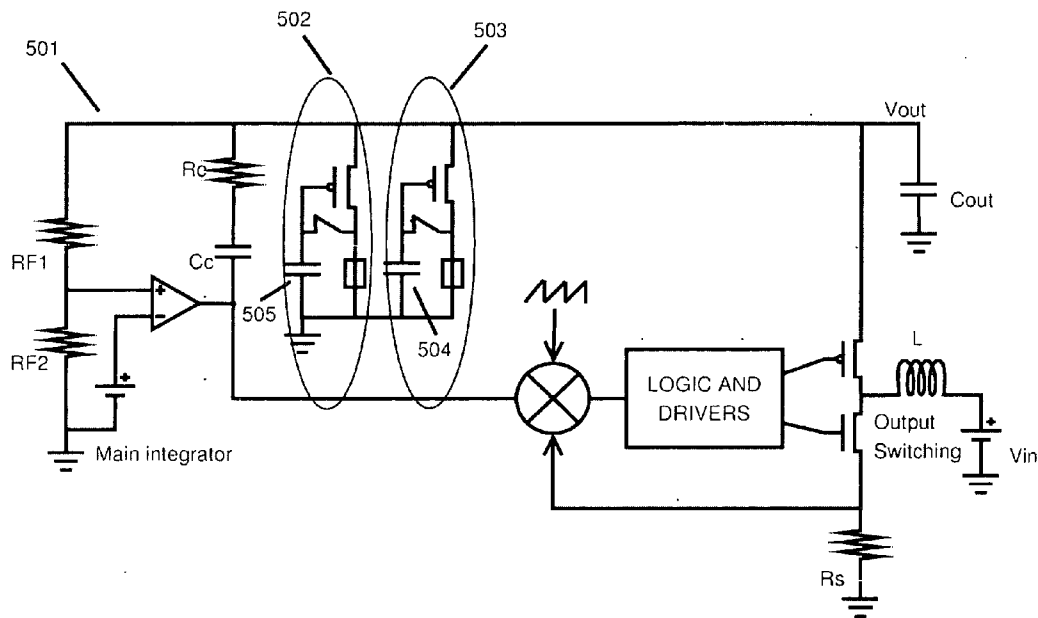 502
503
501
Vout
Rc
Cout
RF1
Cc
505
504
RF2
LOGIC AND
DRIVERS
L
Output
Switching
Vin
Main integrator
Rs